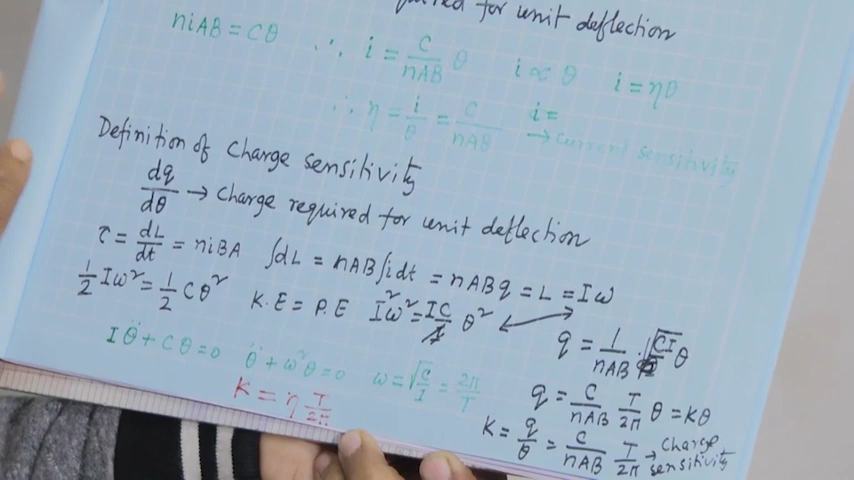 required for unit deflection
niAB = Cθ ∴ i = C/nAB θ i ∝ θ i = ηθ
∴ η = i/θ = C/nAB i = → Current sensitivity
Definition of Charge sensitivity
dq/dθ → Charge required for unit deflection
τ = dL/dt = niBA ∫dL = nAB∫idt = nABq = L = Iω
1/2 Iω² = 1/2 Cθ² K.E = P.E I²ω² = IC θ²
q = 1/nAB √CI θ
Iθ̈ + Cθ = 0 θ̈ + ω²θ = 0 ω = √C/I = 2π/T
q = C/nAB T/2π θ = Kθ
K = η T/2π
K = q/θ = C/nAB T/2π → Charge sensitivity